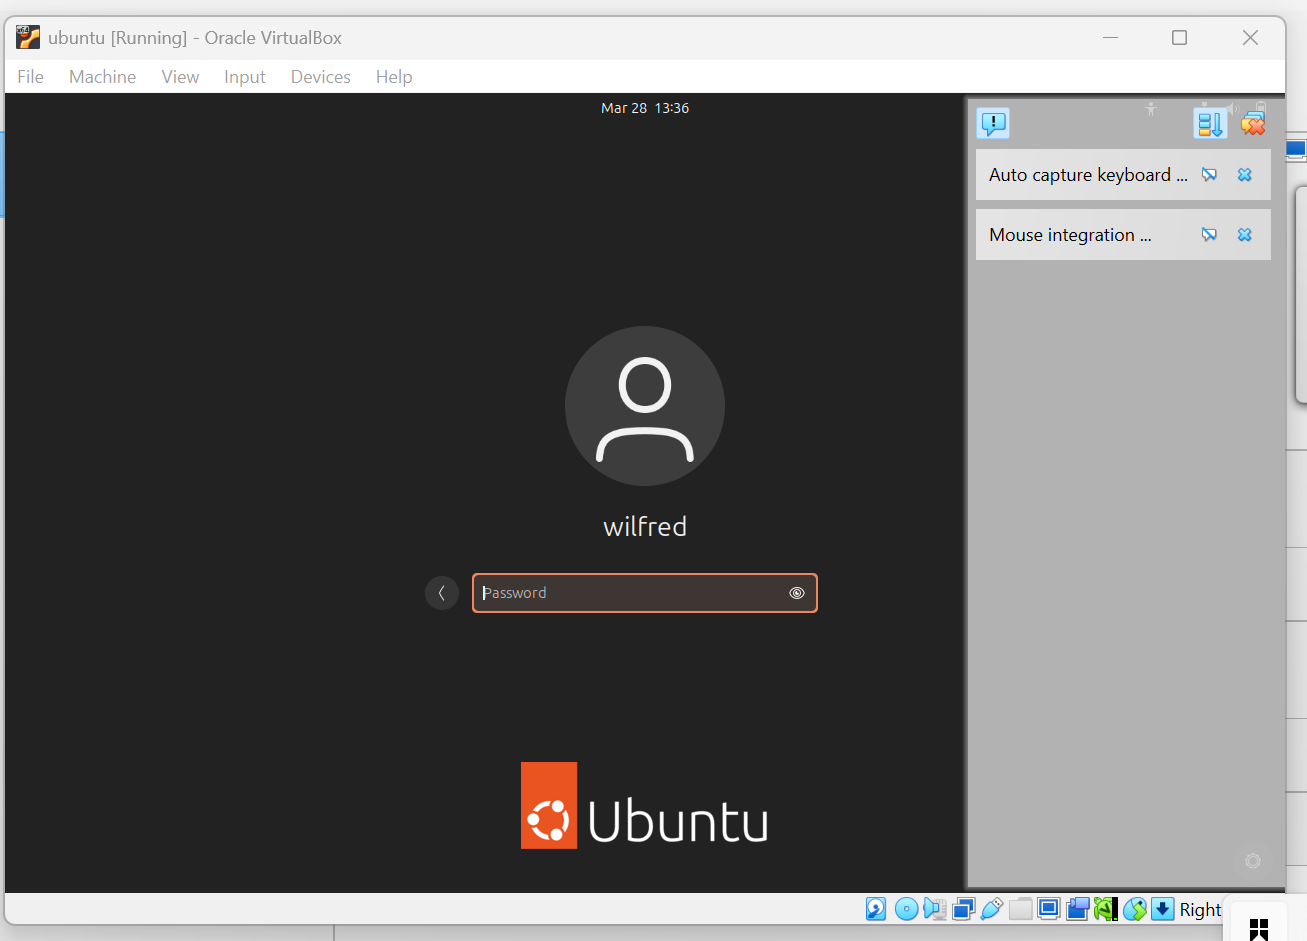 ubuntu [Running] - Oracle VirtualBox
File Machine View Input Devices Help
Mar 28 13:36
Auto capture keyboard ...
Mouse integration ...
wilfred
Password
Ubuntu
Right